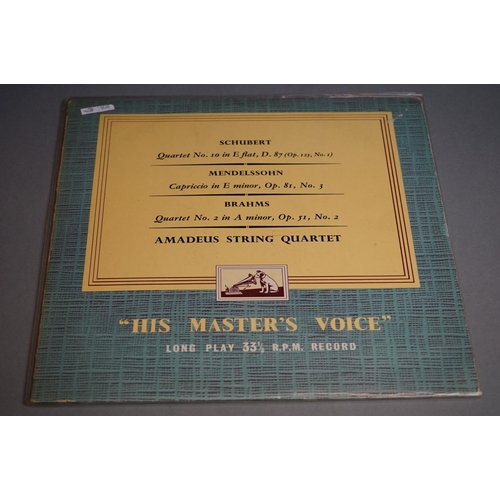 SCHUBERT
Quartet No. 10 in E flat, D. 87 (Op. 125, No. 1)
MENDELSSOHN
Capriccio in E minor, Op. 81, No. 3
BRAHMS
Quartet No. 2 in A minor, Op. 51, No. 2
AMADEUS STRING QUARTET
"HIS MASTER'S VOICE"
LONG PLAY 33⅓ R.P.M. RECORD